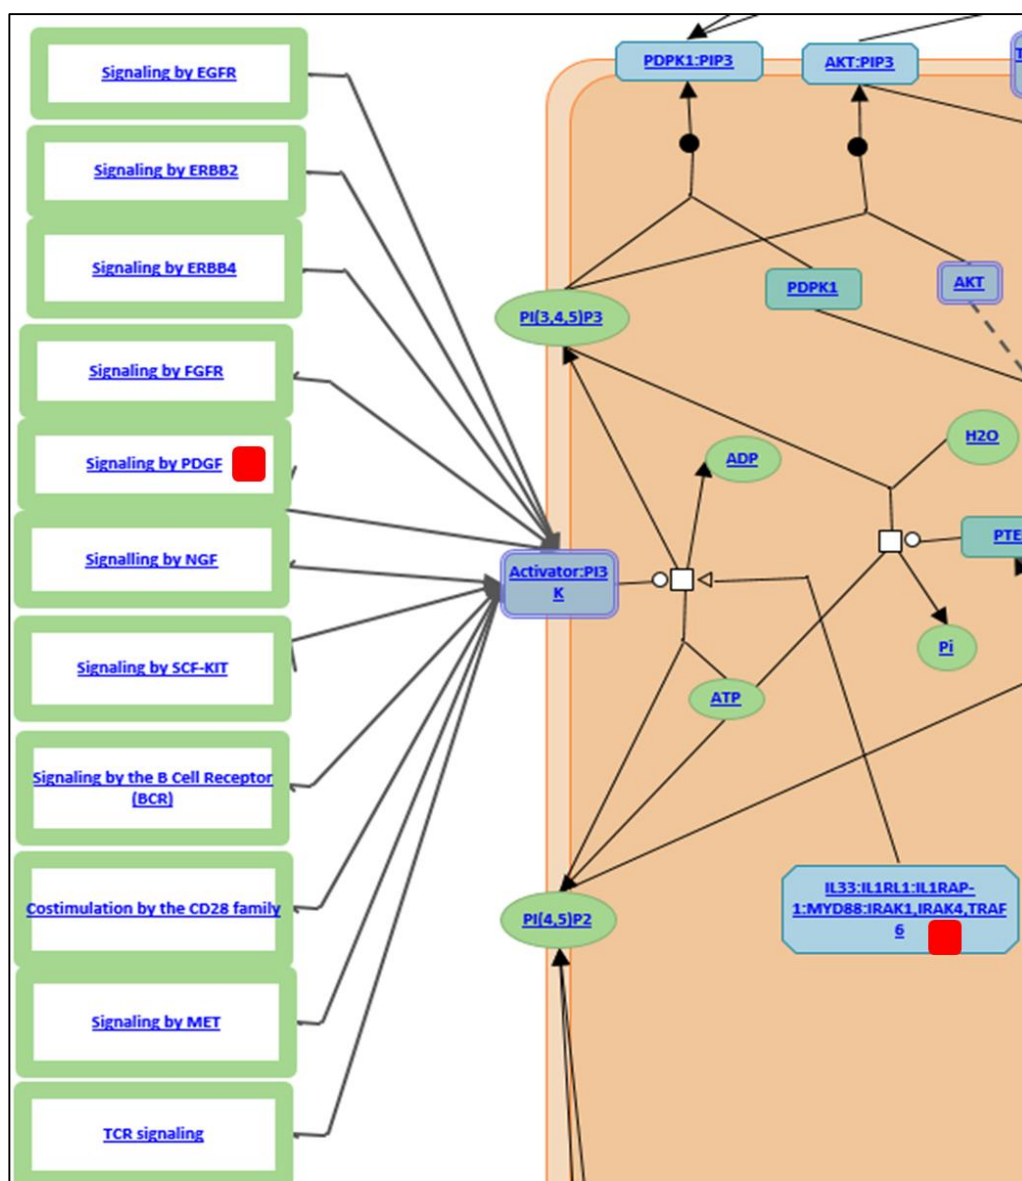 Signaling by EGFR
Signaling by ERBB2
Signaling by ERBB4
Signaling by FGFR
Signaling by PDGF
Signalling by NGF
Signaling by SCF-KIT
Signaling by the B Cell Receptor
(BCR)
Costimulation by the CD28 family
Signaling by MET
TCR signaling
PDPK1:PIP3
AKT:PIP3
PI(3,4,5)P3
PDPK1
AKT
ADP
H2O
Activator:PI3
K
PTE
Pi
ATP
PI(4,5)P2
IL33:IL1RL1:IL1RAP-
1:MYD88:IRAK1,IRAK4,TRAF
6